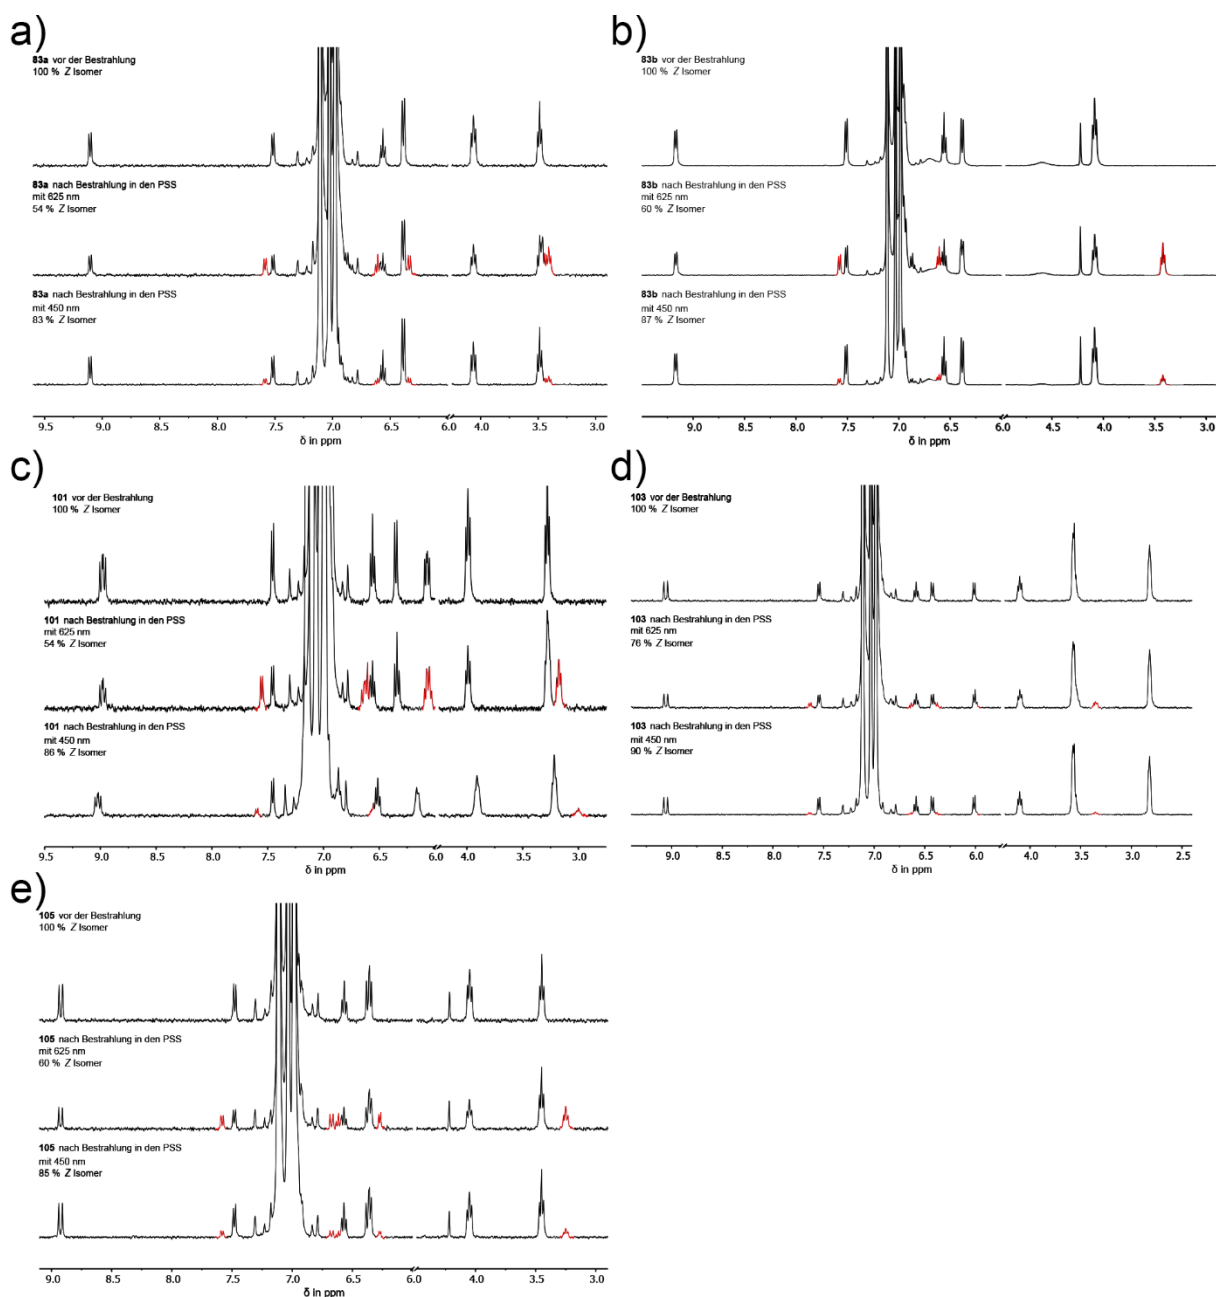 a)
83a vor der Bestrahlung
100 % Z Isomer
83a nach Bestrahlung in den PSS
mit 625 nm
54 % Z Isomer
83a nach Bestrahlung in den PSS
mit 450 nm
83 % Z Isomer
9.0 8.5 8.0 7.5 7.0 6.5 6.0 4.0 3.5 3.0
δ in ppm
b)
83b vor der Bestrahlung
100 % Z Isomer
83b nach Bestrahlung in den PSS
mit 625 nm
60 % Z Isomer
83b nach Bestrahlung in den PSS
mit 450 nm
87 % Z Isomer
9.0 8.5 8.0 7.5 7.0 6.5 6.0 5.0 4.5 4.0 3.5 3.0
δ in ppm
c)
101 vor der Bestrahlung
100 % Z Isomer
101 nach Bestrahlung in den PSS
mit 625 nm
54 % Z Isomer
101 nach Bestrahlung in den PSS
mit 450 nm
86 % Z Isomer
9.5 9.0 8.5 8.0 7.5 7.0 6.5 6.0 4.0 3.5 3.0
δ in ppm
d)
103 vor der Bestrahlung
100 % Z Isomer
103 nach Bestrahlung in den PSS
mit 625 nm
76 % Z Isomer
103 nach Bestrahlung in den PSS
mit 450 nm
90 % Z Isomer
9.0 8.5 8.0 7.5 7.0 6.5 6.0 4.0 3.5 3.0 2.5
δ in ppm
e)
105 vor der Bestrahlung
100 % Z Isomer
105 nach Bestrahlung in den PSS
mit 625 nm
60 % Z Isomer
105 nach Bestrahlung in den PSS
mit 450 nm
85 % Z Isomer
9.0 8.5 8.0 7.5 7.0 6.5 6.0 4.0 3.5 3.0
δ in ppm